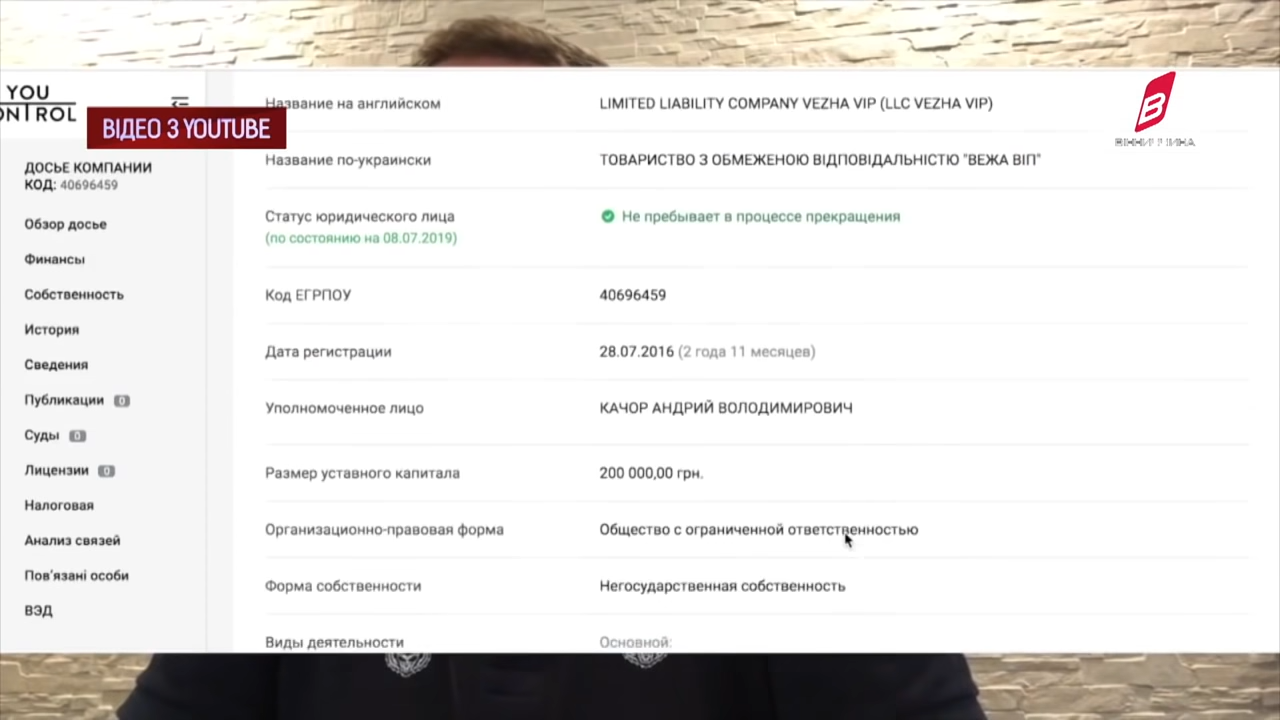 YOU
CONTROL
ВІДЕО З YOUTUBE
ДОСЬЕ КОМПАНИИ
КОД: 40696459
Обзор досье
Финансы
Собственность
История
Сведения
Публикации 0
Суды 0
Лицензии 0
Налоговая
Анализ связей
Пов'язані особи
ВЭД
Название на английском LIMITED LIABILITY COMPANY VEZHA VIP (LLC VEZHA VIP)
Название по-украински ТОВАРИСТВО З ОБМЕЖЕНОЮ ВІДПОВІДАЛЬНІСТЮ "ВЕЖА ВІП"
Статус юридического лица Не пребывает в процессе прекращения
(по состоянию на 08.07.2019)
Код ЕГРПОУ 40696459
Дата регистрации 28.07.2016 (2 года 11 месяцев)
Уполномоченное лицо КАЧОР АНДРИЙ ВОЛОДИМИРОВИЧ
Размер уставного капитала 200 000,00 грн.
Организационно-правовая форма Общество с ограниченной ответственностью
Форма собственности Негосударственная собственность
Виды деятельности Основной:
В
ВІННИЧЧИНА